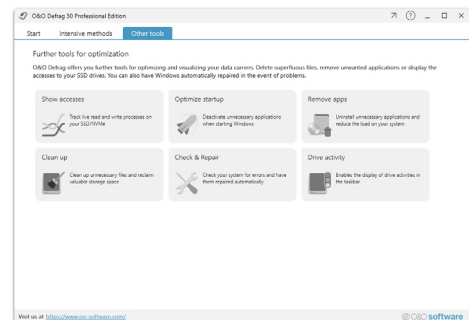 O&O Defrag 30 Professional Edition
Start Intensive methods Other tools
Further tools for optimization
O&O Defrag offers you further tools for optimizing and visualizing your data carriers. Delete superfluous files, remove unwanted applications or display the
accesses to your SSD drives. You can also have Windows automatically repaired in the event of problems.
Show accesses
Track live read and write processes on
your SSD/NVMe
Optimize startup
Deactivate unnecessary applications
when starting Windows
Remove apps
Uninstall unnecessary applications and
reduce the load on your system
Clean up
Clean up unnecessary files and reclaim
valuable storage space
Check & Repair
Check your system for errors and have
them repaired automatically
Drive activity
Enables the display of drive activities in
the taskbar
Visit us at https://www.oo-software.com/
O&O software